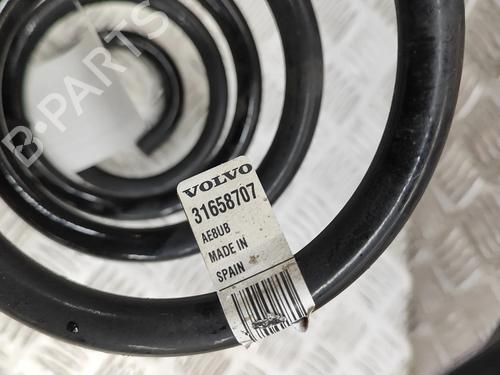 B-Parts
VOLVO
31658707
AE8UB
MADE IN
SPAIN